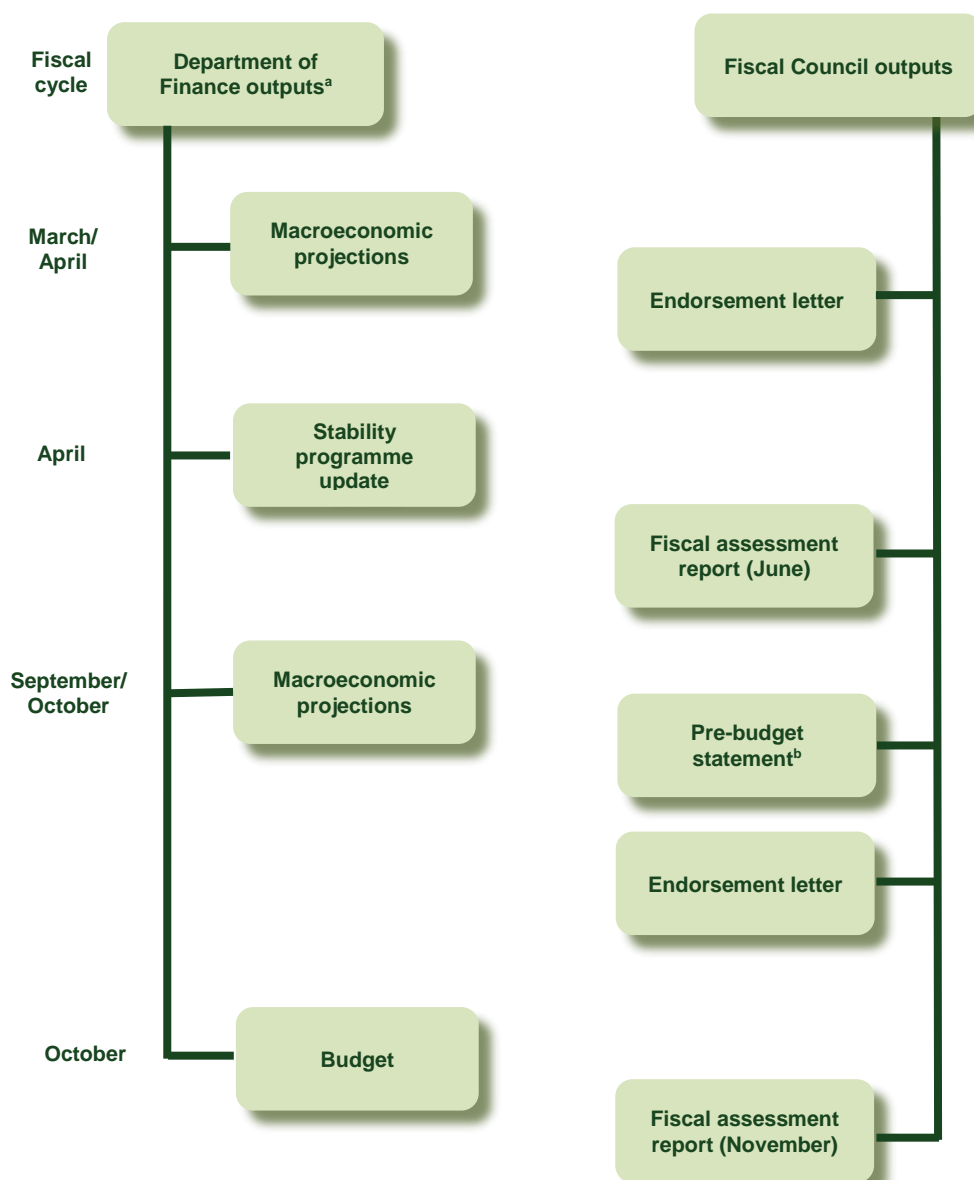 Fiscal
cycle
Department of
Finance outputsᵃ
Fiscal Council outputs
March/
April
Macroeconomic
projections
Endorsement letter
April
Stability
programme
update
Fiscal assessment
report (June)
September/
October
Macroeconomic
projections
Pre-budget
statementᵇ
Endorsement letter
October
Budget
Fiscal assessment
report (November)